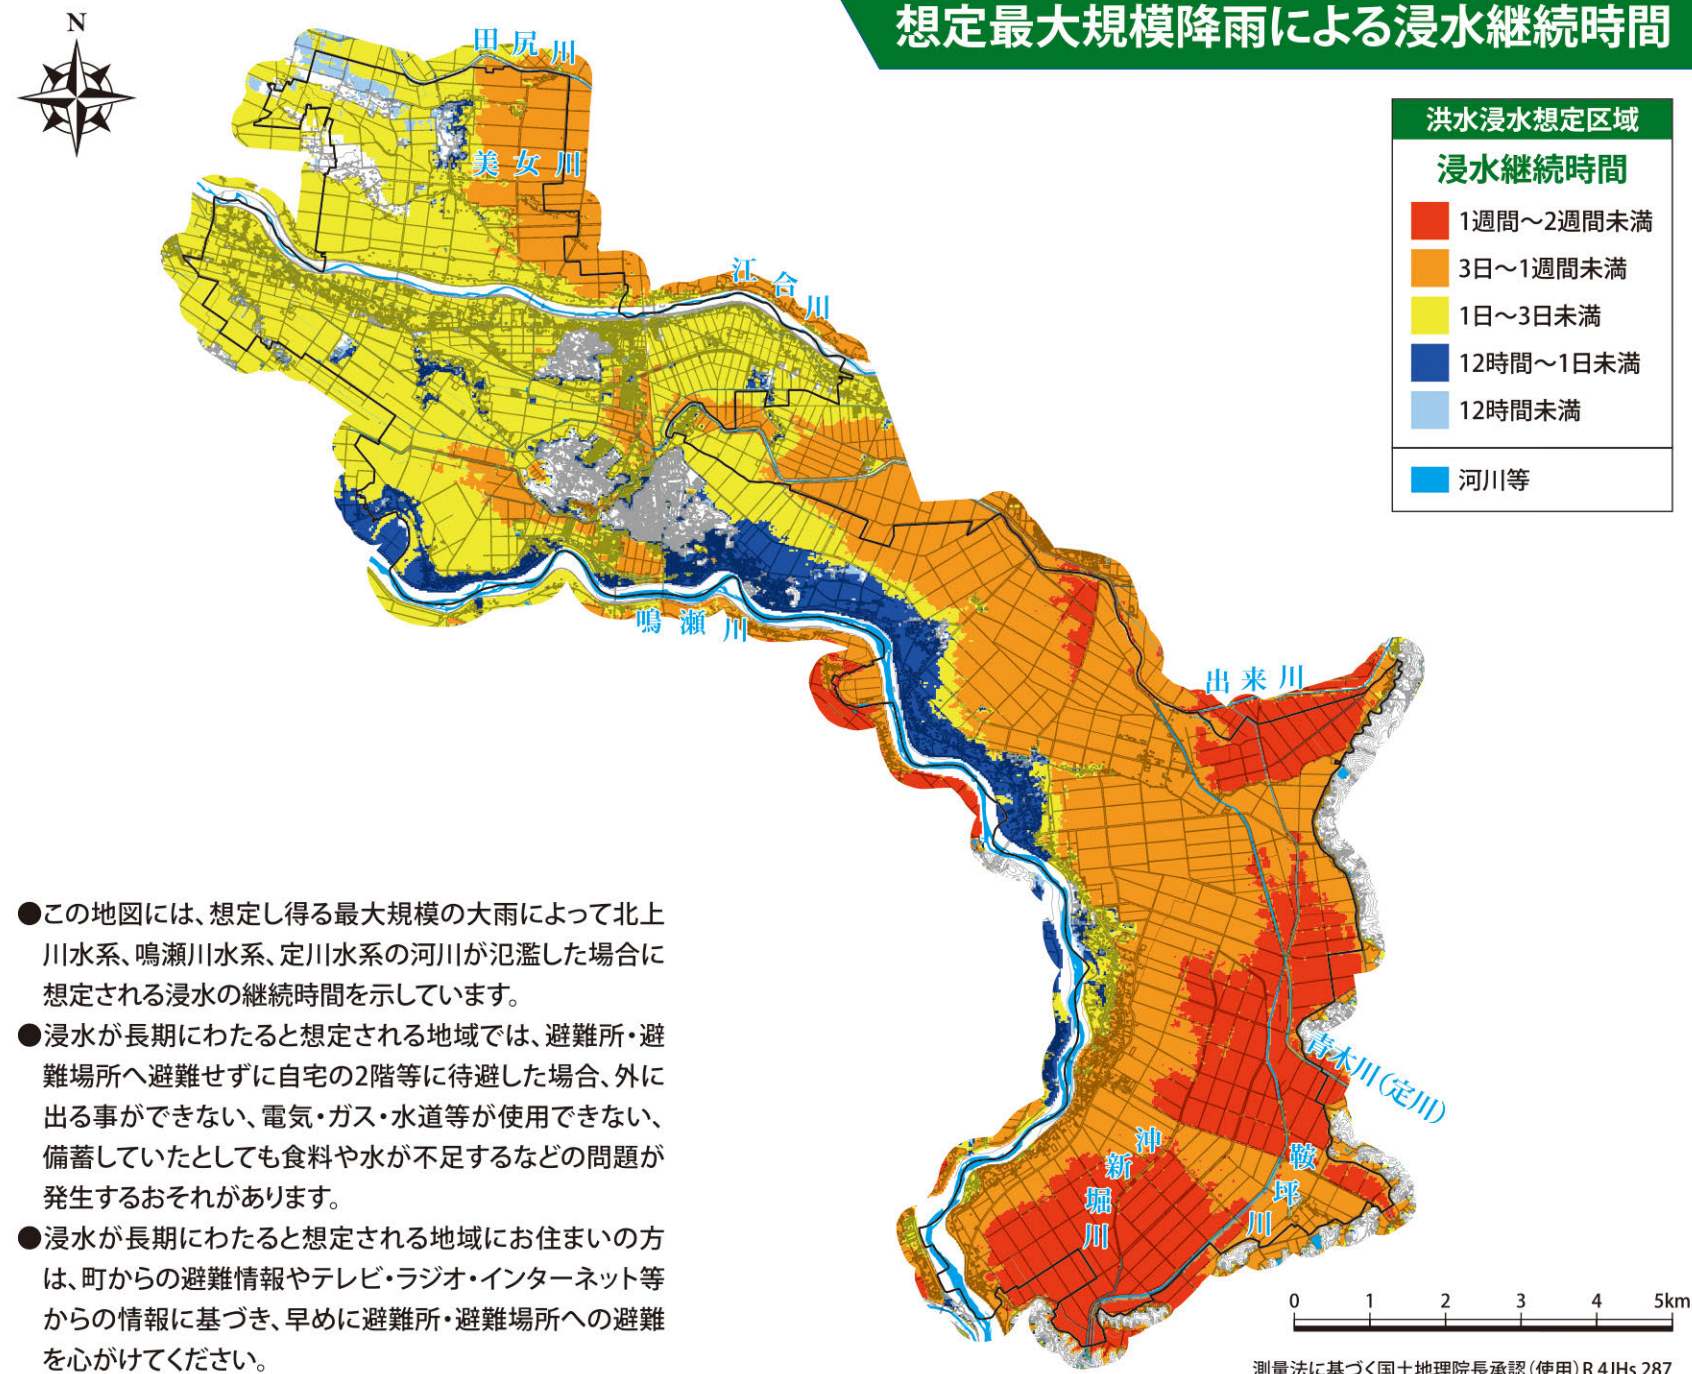 想定最大規模降雨による浸水継続時間
N
洪水浸水想定区域
浸水継続時間
1週間～2週間未満
3日～1週間未満
1日～3日未満
12時間～1日未満
12時間未満
河川等
田尻川
美女川
江合川
鳴瀬川
出来川
青木川(定川)
鞍坪川
沖新堀川
●この地図には、想定し得る最大規模の大雨によって北上
川水系、鳴瀬川水系、定川水系の河川が氾濫した場合に
想定される浸水の継続時間を示しています。
●浸水が長期にわたると想定される地域では、避難所・避
難場所へ避難せずに自宅の2階等に待避した場合、外に
出る事ができない、電気・ガス・水道等が使用できない、
備蓄していたとしても食料や水が不足するなどの問題が
発生するおそれがあります。
●浸水が長期にわたると想定される地域にお住まいの方
は、町からの避難情報やテレビ・ラジオ・インターネット等
からの情報に基づき、早めに避難所・避難場所への避難
を心がけてください。
0 1 2 3 4 5km
測量法に基づく国土地理院長承認(使用)R 4JHs 287